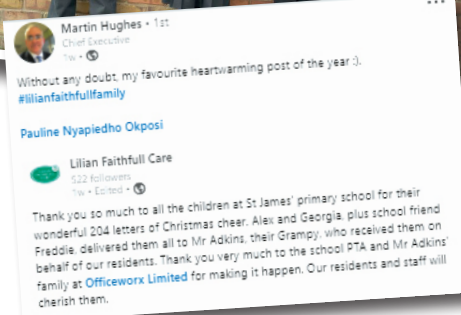 Martin Hughes • 1st
Chief Executive
1w •
Without any doubt, my favourite heartwarming post of the year :).
#lilianfaithfullfamily
Pauline Nyapiedho Okposi
Lilian Faithfull Care
522 followers
1w • Edited •
Thank you so much to all the children at St James' primary school for their
wonderful 204 letters of Christmas cheer. Alex and Georgia, plus school friend
Freddie, delivered them all to Mr Adkins, their Grampy, who received them on
behalf of our residents. Thank you very much to the school PTA and Mr Adkins'
family at Officeworx Limited for making it happen. Our residents and staff will
cherish them.